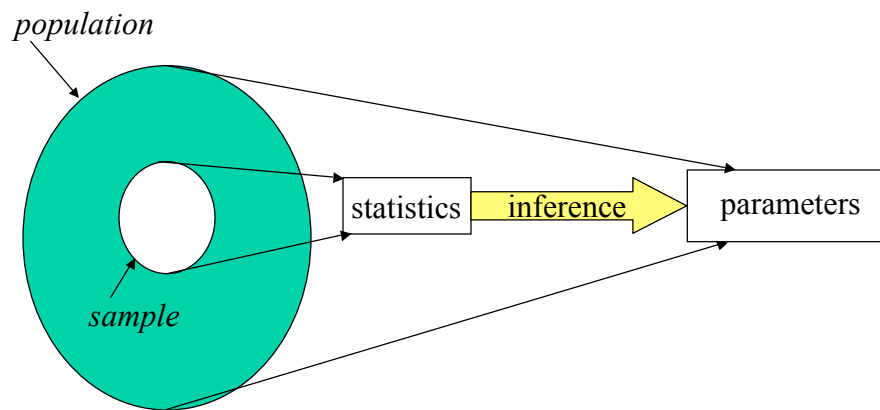 population
statistics
inference
parameters
sample